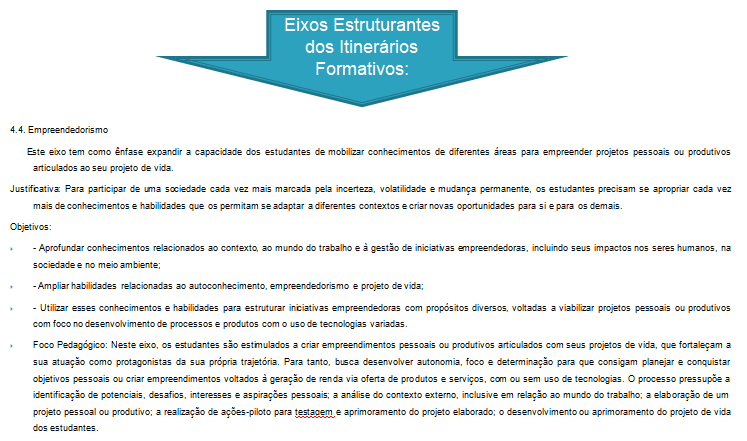 Eixos Estruturantes
dos Itinerários
Formativos:
4.4. Empreendedorismo
Este eixo tem como ênfase expandir a capacidade dos estudantes de mobilizar conhecimentos de diferentes áreas para empreender projetos pessoais ou produtivos
articulados ao seu projeto de vida.
Justificativa: Para participar de uma sociedade cada vez mais marcada pela incerteza, volatilidade e mudança permanente, os estudantes precisam se apropriar cada vez
mais de conhecimentos e habilidades que os permitam se adaptar a diferentes contextos e criar novas oportunidades para si e para os demais.
Objetivos:
- Aprofundar conhecimentos relacionados ao contexto, ao mundo do trabalho e à gestão de iniciativas empreendedoras, incluindo seus impactos nos seres humanos, na
sociedade e no meio ambiente;
- Ampliar habilidades relacionadas ao autoconhecimento, empreendedorismo e projeto de vida;
- Utilizar esses conhecimentos e habilidades para estruturar iniciativas empreendedoras com propósitos diversos, voltadas a viabilizar projetos pessoais ou produtivos
com foco no desenvolvimento de processos e produtos com o uso de tecnologias variadas.
Foco Pedagógico: Neste eixo, os estudantes são estimulados a criar empreendimentos pessoais ou produtivos articulados com seus projetos de vida, que fortaleçam a
sua atuação como protagonistas da sua própria trajetória. Para tanto, busca desenvolver autonomia, foco e determinação para que consigam planejar e conquistar
objetivos pessoais ou criar empreendimentos voltados à geração de renda via oferta de produtos e serviços, com ou sem uso de tecnologias. O processo pressupõe a
identificação de potenciais, desafios, interesses e aspirações pessoais; a análise do contexto externo, inclusive em relação ao mundo do trabalho; a elaboração de um
projeto pessoal ou produtivo; a realização de ações-piloto para testagem e aprimoramento do projeto elaborado; o desenvolvimento ou aprimoramento do projeto de vida
dos estudantes.